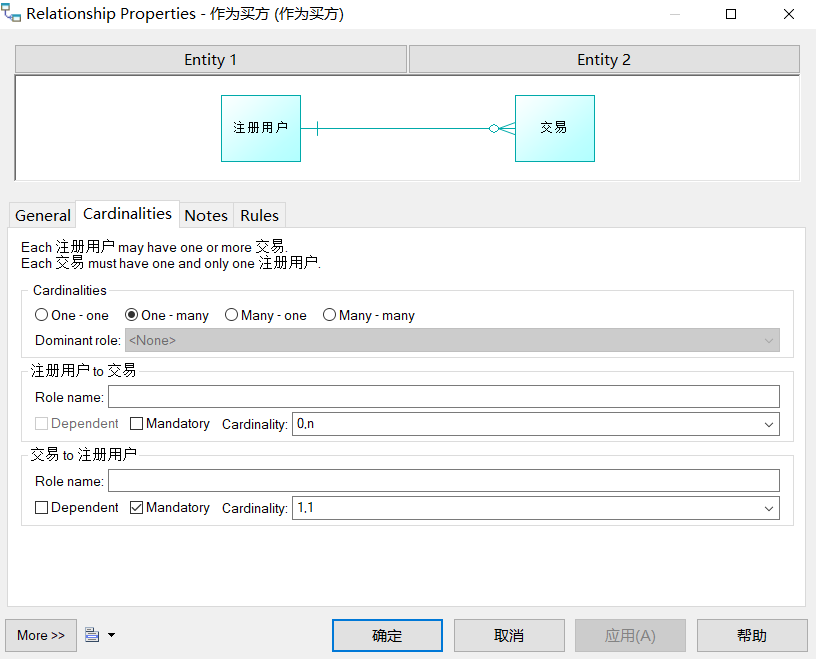 Relationship Properties - 作为买方 (作为买方)
Entity 1
Entity 2
注册用户
交易
General
Cardinalities
Notes
Rules
Each 注册用户 may have one or more 交易.
Each 交易 must have one and only one 注册用户.
Cardinalities
One - one
One - many
Many - one
Many - many
Dominant role: <None>
注册用户 to 交易
Role name:
Dependent
Mandatory
Cardinality: 0,n
交易 to 注册用户
Role name:
Dependent
Mandatory
Cardinality: 1,1
More >>
确定
取消
应用(A)
帮助